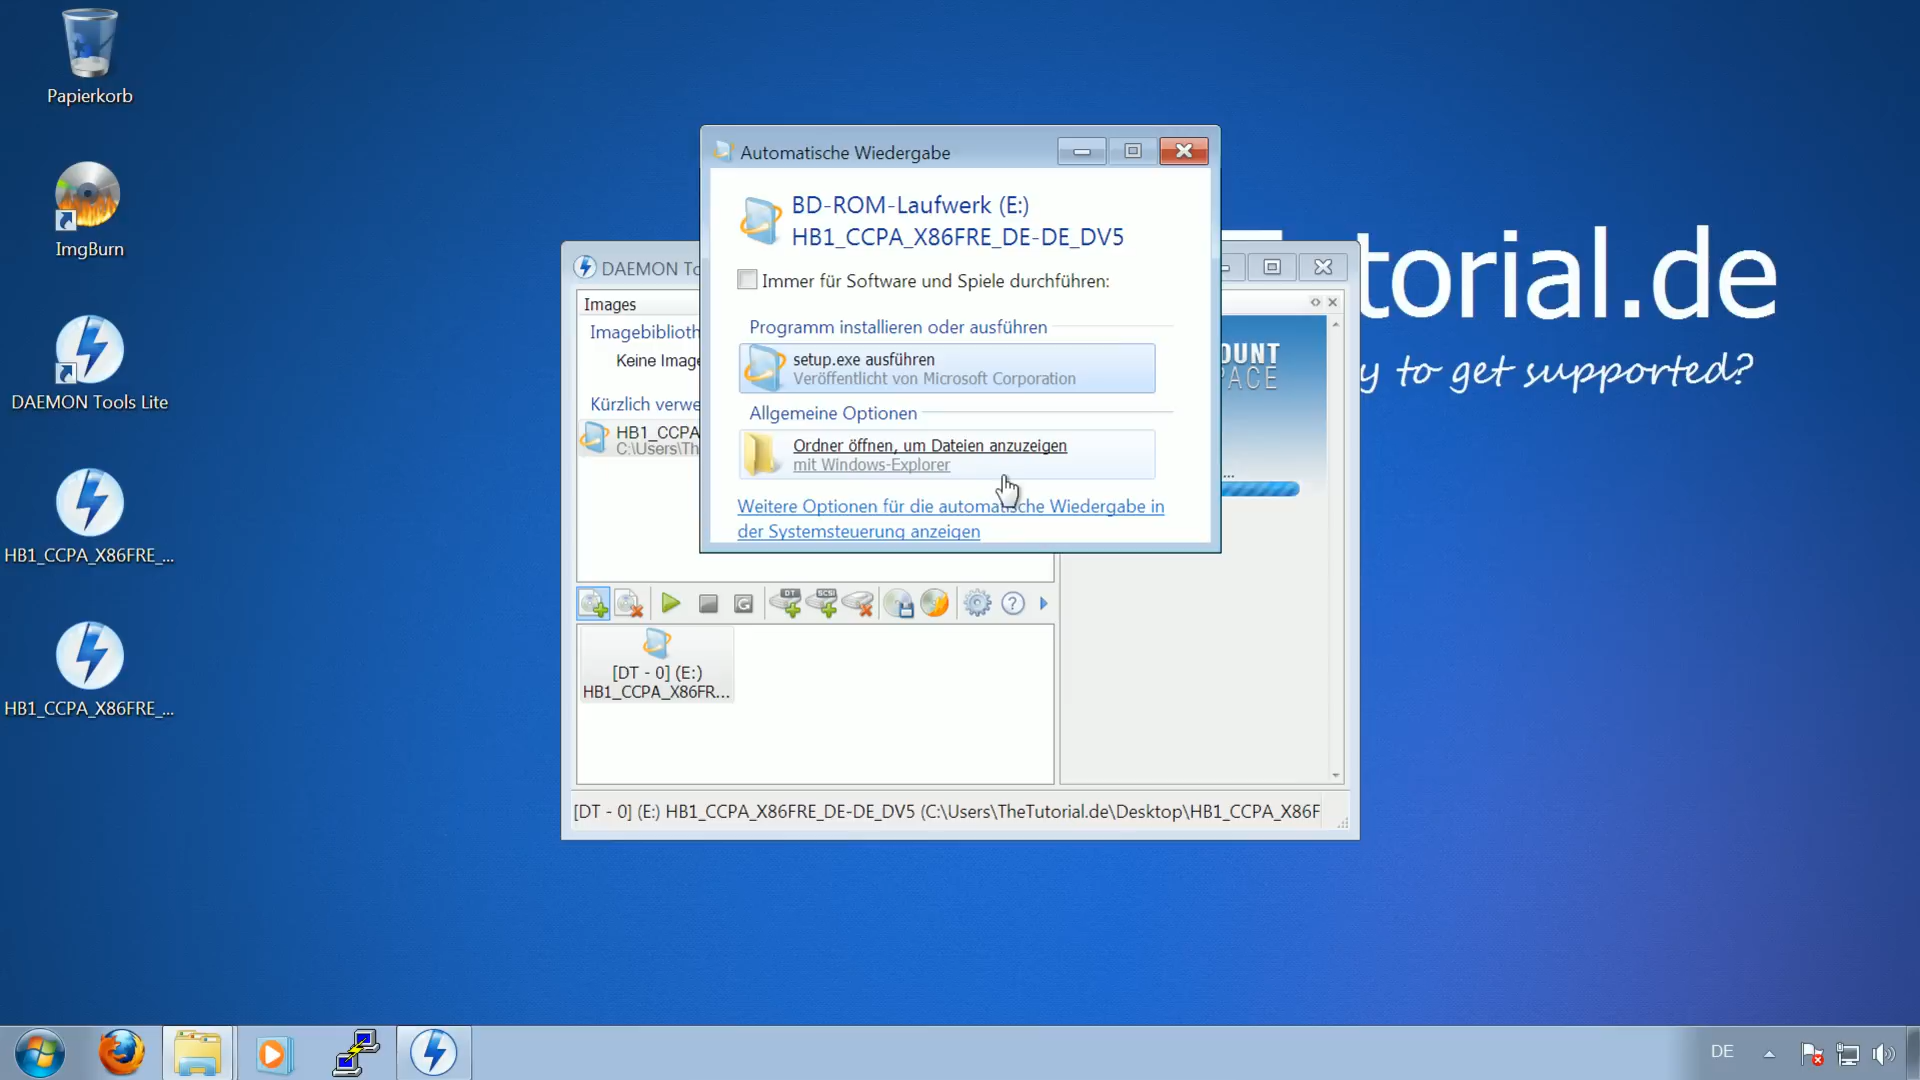 Papierkorb
ImgBurn
DAEMON Tools Lite
HB1_CCPA_X86FRE_...
HB1_CCPA_X86FRE_...
torial.de
y to get supported?
Automatische Wiedergabe
BD-ROM-Laufwerk (E:)
HB1_CCPA_X86FRE_DE-DE_DV5
Immer für Software und Spiele durchführen:
Programm installieren oder ausführen
setup.exe ausführen
Veröffentlicht von Microsoft Corporation
Allgemeine Optionen
Ordner öffnen, um Dateien anzuzeigen
mit Windows-Explorer
Weitere Optionen für die automatische Wiedergabe in
der Systemsteuerung anzeigen
DAEMON To
Images
Imagebiblioth
Keine Image
Kürzlich verwe
HB1_CCPA
C:\Users\Th
OUNT
PACE
...
DT
SCSI
[DT - 0] (E:)
HB1_CCPA_X86FR...
[DT - 0] (E:) HB1_CCPA_X86FRE_DE-DE_DV5 (C:\Users\TheTutorial.de\Desktop\HB1_CCPA_X86F
DE